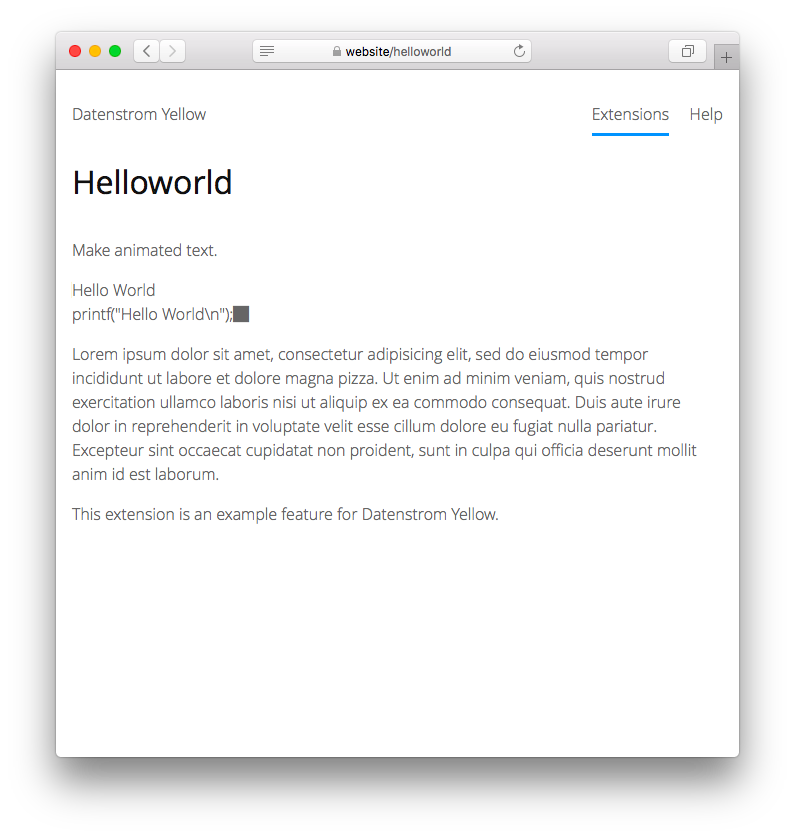 website/helloworld
Datenstrom Yellow
Extensions
Help
Helloworld
Make animated text.
Hello World
printf("Hello World\n");
Lorem ipsum dolor sit amet, consectetur adipisicing elit, sed do eiusmod tempor
incididunt ut labore et dolore magna pizza. Ut enim ad minim veniam, quis nostrud
exercitation ullamco laboris nisi ut aliquip ex ea commodo consequat. Duis aute irure
dolor in reprehenderit in voluptate velit esse cillum dolore eu fugiat nulla pariatur.
Excepteur sint occaecat cupidatat non proident, sunt in culpa qui officia deserunt mollit
anim id est laborum.
This extension is an example feature for Datenstrom Yellow.